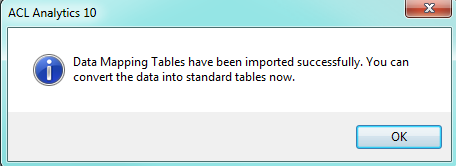 ACL Analytics 10
Data Mapping Tables have been imported successfully. You can
convert the data into standard tables now.
OK